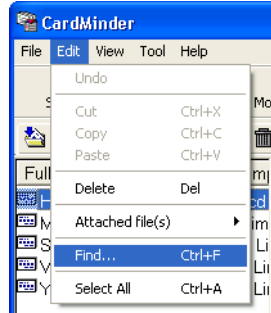 CardMinder
File Edit View Tool Help
Undo
Cut Ctrl+X
Copy Ctrl+C
Paste Ctrl+V
Delete Del
Attached file(s)
Find... Ctrl+F
Select All Ctrl+A